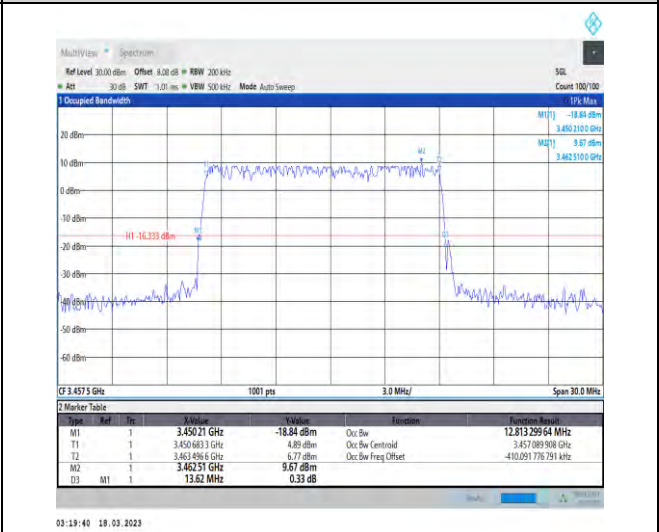 MultiView Spectrum
Ref Level 30.00 dBm Offset 8.08 dB RBW 200 kHz SGL
Att 30 dB SWT 1.01 ms VBW 500 kHz Mode Auto Sweep Count 100/100
1 Occupied Bandwidth 1Pk Max
M1[1] -18.84 dBm
3.450 210 0 GHz
M2[1] 9.67 dBm
3.462 510 0 GHz
20 dBm
M2
10 dBm
0 dBm
-10 dBm
H1 -16.333 dBm
-20 dBm
-30 dBm
-40 dBm
-50 dBm
-60 dBm
CF 3.457 5 GHz 1001 pts 3.0 MHz/ Span 30.0 MHz
2 Marker Table
Type Ref Trc X-Value Y-Value Function Function Result
M1 1 3.450 21 GHz -18.84 dBm Occ Bw 12.813 299 64 MHz
T1 1 3.450 683 3 GHz 4.89 dBm Occ Bw Centroid 3.457 089 908 GHz
T2 1 3.463 496 6 GHz 6.77 dBm Occ Bw Freq Offset -410.091 776 791 kHz
M2 1 3.462 51 GHz 9.67 dBm
D3 M1 1 13.62 MHz 0.33 dB
03:19:40 18.03.2023